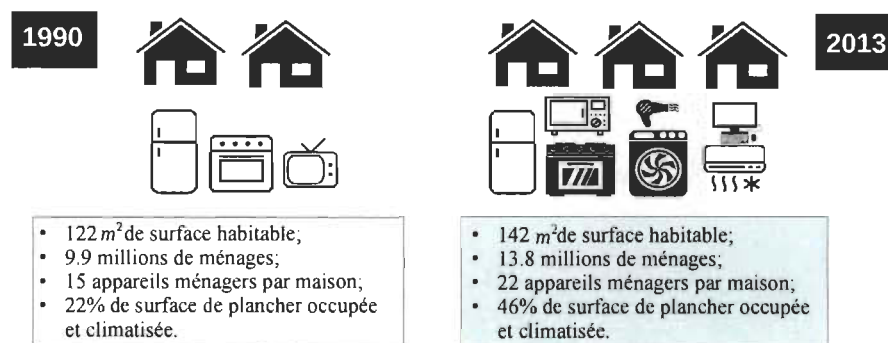 1990
2013
• 122 m² de surface habitable;
• 9.9 millions de ménages;
• 15 appareils ménagers par maison;
• 22% de surface de plancher occupée
et climatisée.
• 142 m²de surface habitable;
• 13.8 millions de ménages;
• 22 appareils ménagers par maison;
• 46% de surface de plancher occupée
et climatisée.